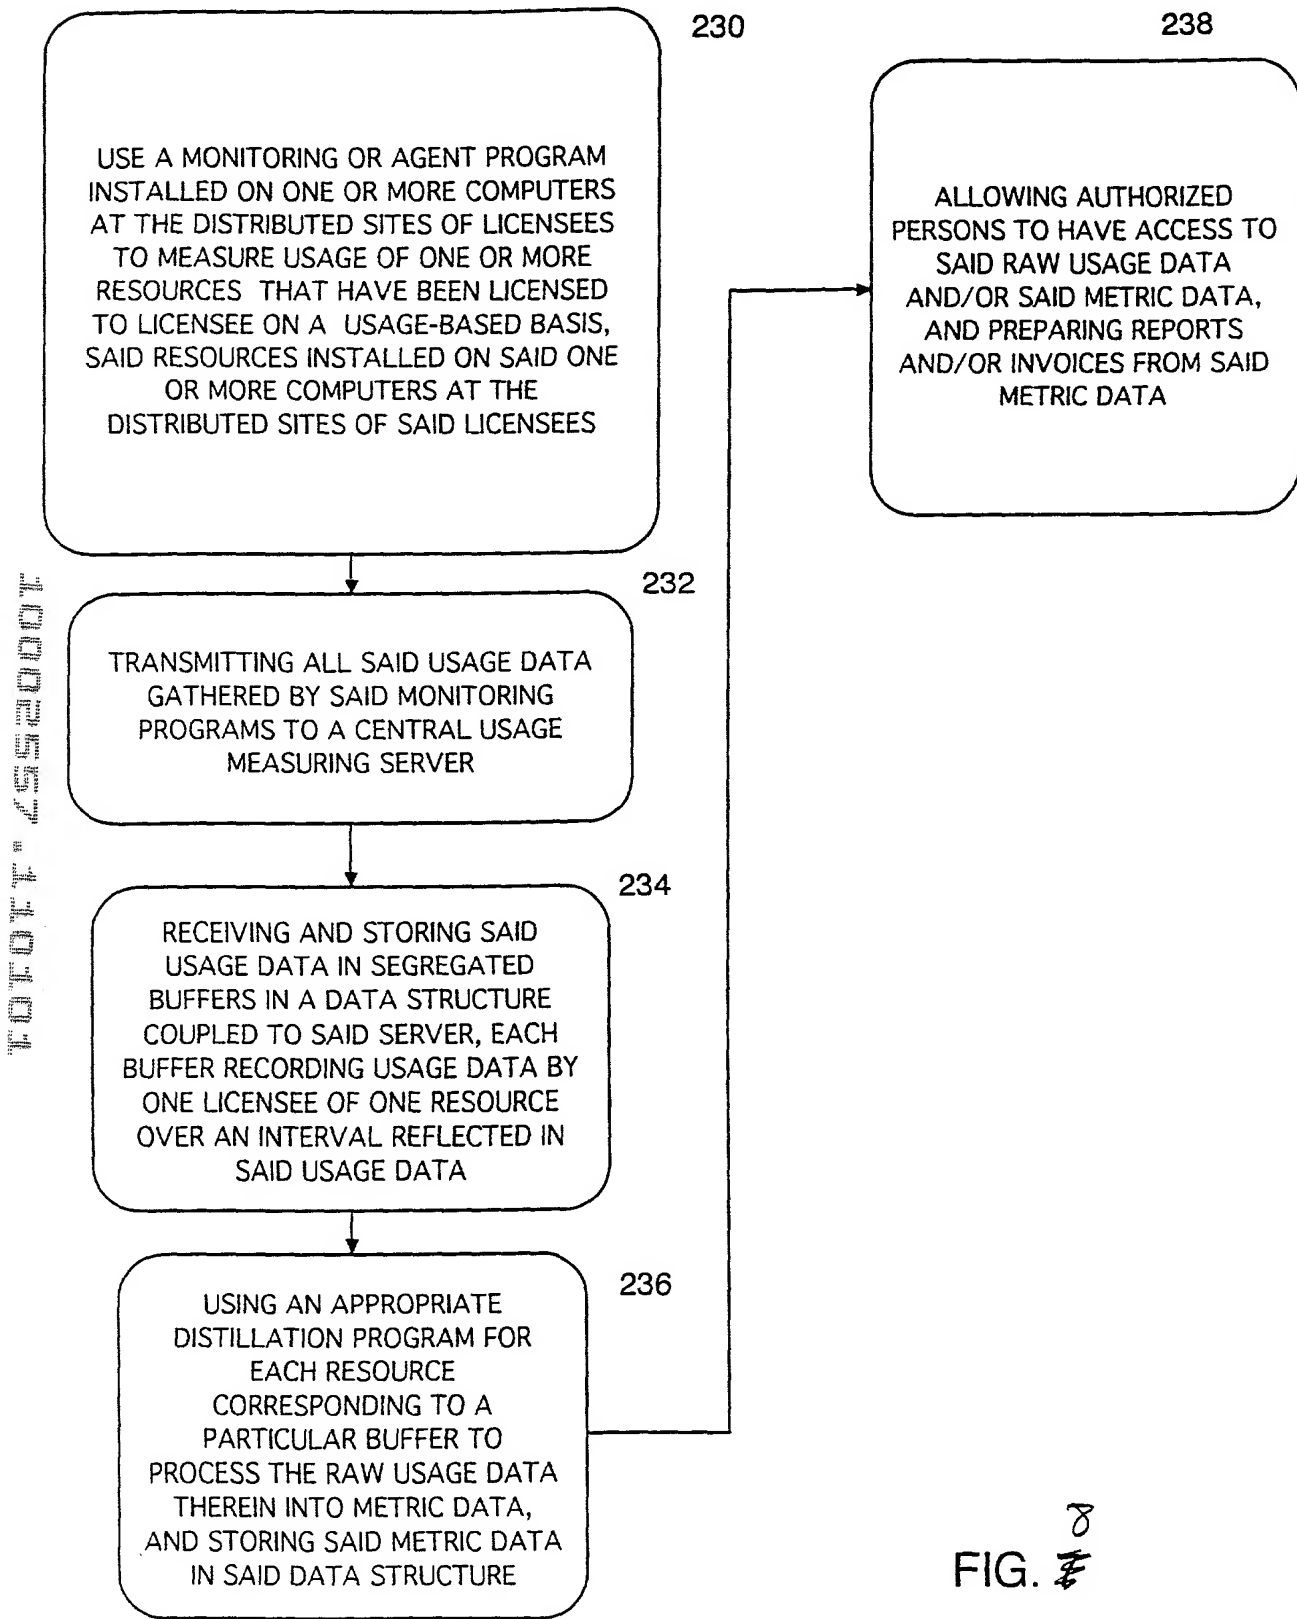 230
USE A MONITORING OR AGENT PROGRAM
INSTALLED ON ONE OR MORE COMPUTERS
AT THE DISTRIBUTED SITES OF LICENSEES
TO MEASURE USAGE OF ONE OR MORE
RESOURCES THAT HAVE BEEN LICENSED
TO LICENSEE ON A USAGE-BASED BASIS,
SAID RESOURCES INSTALLED ON SAID ONE
OR MORE COMPUTERS AT THE
DISTRIBUTED SITES OF SAID LICENSEES
232
TRANSMITTING ALL SAID USAGE DATA
GATHERED BY SAID MONITORING
PROGRAMS TO A CENTRAL USAGE
MEASURING SERVER
234
RECEIVING AND STORING SAID
USAGE DATA IN SEGREGATED
BUFFERS IN A DATA STRUCTURE
COUPLED TO SAID SERVER, EACH
BUFFER RECORDING USAGE DATA BY
ONE LICENSEE OF ONE RESOURCE
OVER AN INTERVAL REFLECTED IN
SAID USAGE DATA
236
USING AN APPROPRIATE
DISTILLATION PROGRAM FOR
EACH RESOURCE
CORRESPONDING TO A
PARTICULAR BUFFER TO
PROCESS THE RAW USAGE DATA
THEREIN INTO METRIC DATA,
AND STORING SAID METRIC DATA
IN SAID DATA STRUCTURE
238
ALLOWING AUTHORIZED
PERSONS TO HAVE ACCESS TO
SAID RAW USAGE DATA
AND/OR SAID METRIC DATA,
AND PREPARING REPORTS
AND/OR INVOICES FROM SAID
METRIC DATA
10002557.110101
8
FIG.